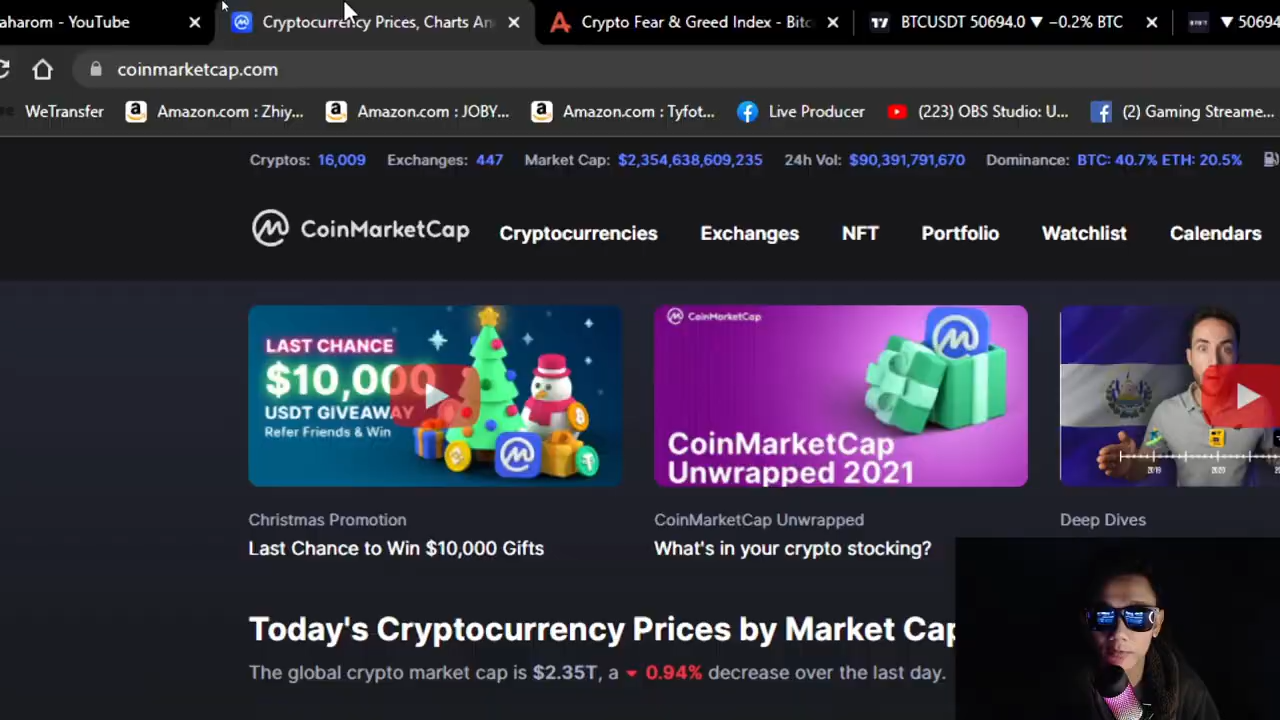 aharom - YouTube
Cryptocurrency Prices, Charts An
Crypto Fear & Greed Index - Bitc
BTCUSDT 50694.0 ▼ −0.2% BTC
▼ 50694
coinmarketcap.com
WeTransfer
Amazon.com : Zhiy...
Amazon.com : JOBY...
Amazon.com : Tyfot...
Live Producer
(223) OBS Studio: U...
(2) Gaming Streame...
Cryptos: 16,009 Exchanges: 447 Market Cap: $2,354,638,609,235 24h Vol: $90,391,791,670 Dominance: BTC: 40.7% ETH: 20.5%
CoinMarketCap
Cryptocurrencies
Exchanges
NFT
Portfolio
Watchlist
Calendars
LAST CHANCE
$10,000
USDT GIVEAWAY
Refer Friends & Win
CoinMarketCap
CoinMarketCap
Unwrapped 2021
2019
2020
Christmas Promotion
Last Chance to Win $10,000 Gifts
CoinMarketCap Unwrapped
What's in your crypto stocking?
Deep Dives
Today's Cryptocurrency Prices by Market Cap
The global crypto market cap is $2.35T, a ▼ 0.94% decrease over the last day.